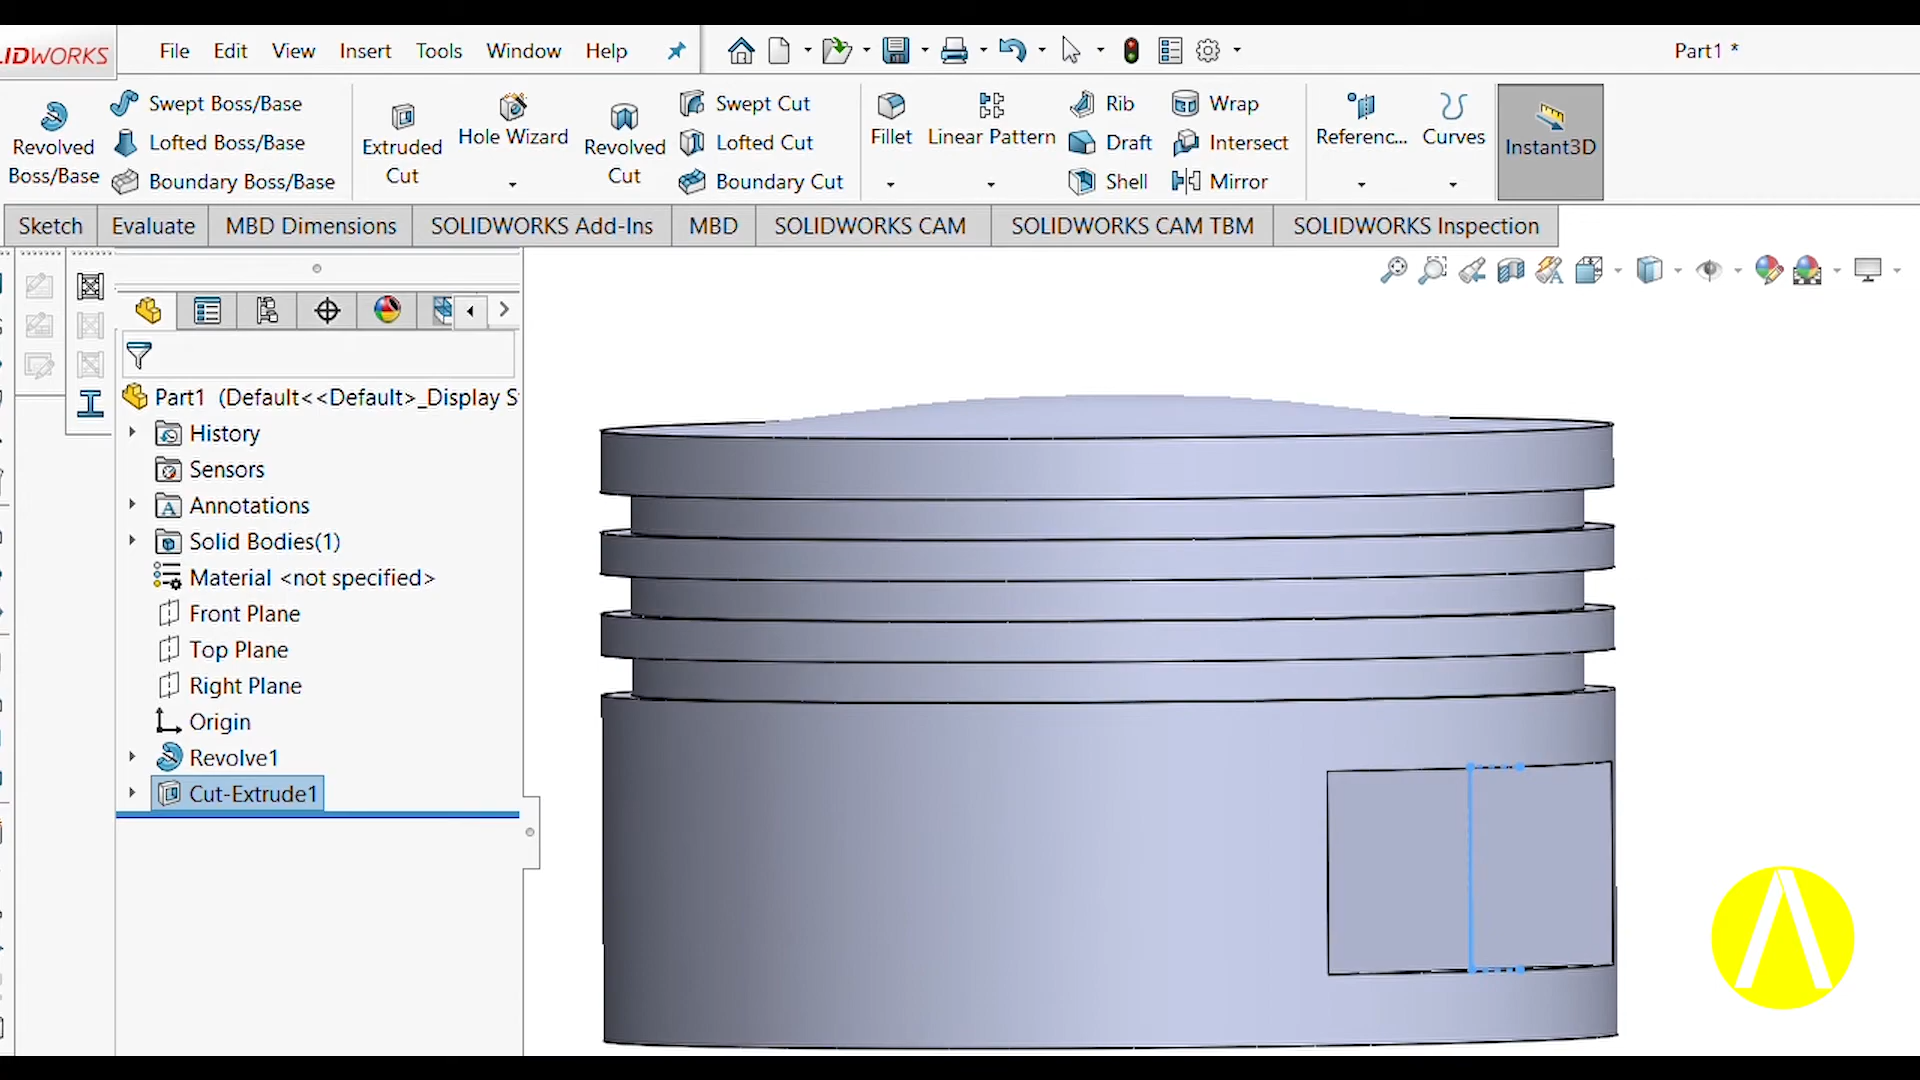 SOLIDWORKS File Edit View Insert Tools Window Help Part1 *
Revolved Boss/Base
Swept Boss/Base
Lofted Boss/Base
Boundary Boss/Base
Extruded Cut
Hole Wizard
Revolved Cut
Swept Cut
Lofted Cut
Boundary Cut
Fillet
Linear Pattern
Rib
Draft
Shell
Wrap
Intersect
Mirror
Referenc...
Curves
Instant3D
Sketch Evaluate MBD Dimensions SOLIDWORKS Add-Ins MBD SOLIDWORKS CAM SOLIDWORKS CAM TBM SOLIDWORKS Inspection
Part1 (Default<<Default>_Display S
History
Sensors
Annotations
Solid Bodies(1)
Material <not specified>
Front Plane
Top Plane
Right Plane
Origin
Revolve1
Cut-Extrude1